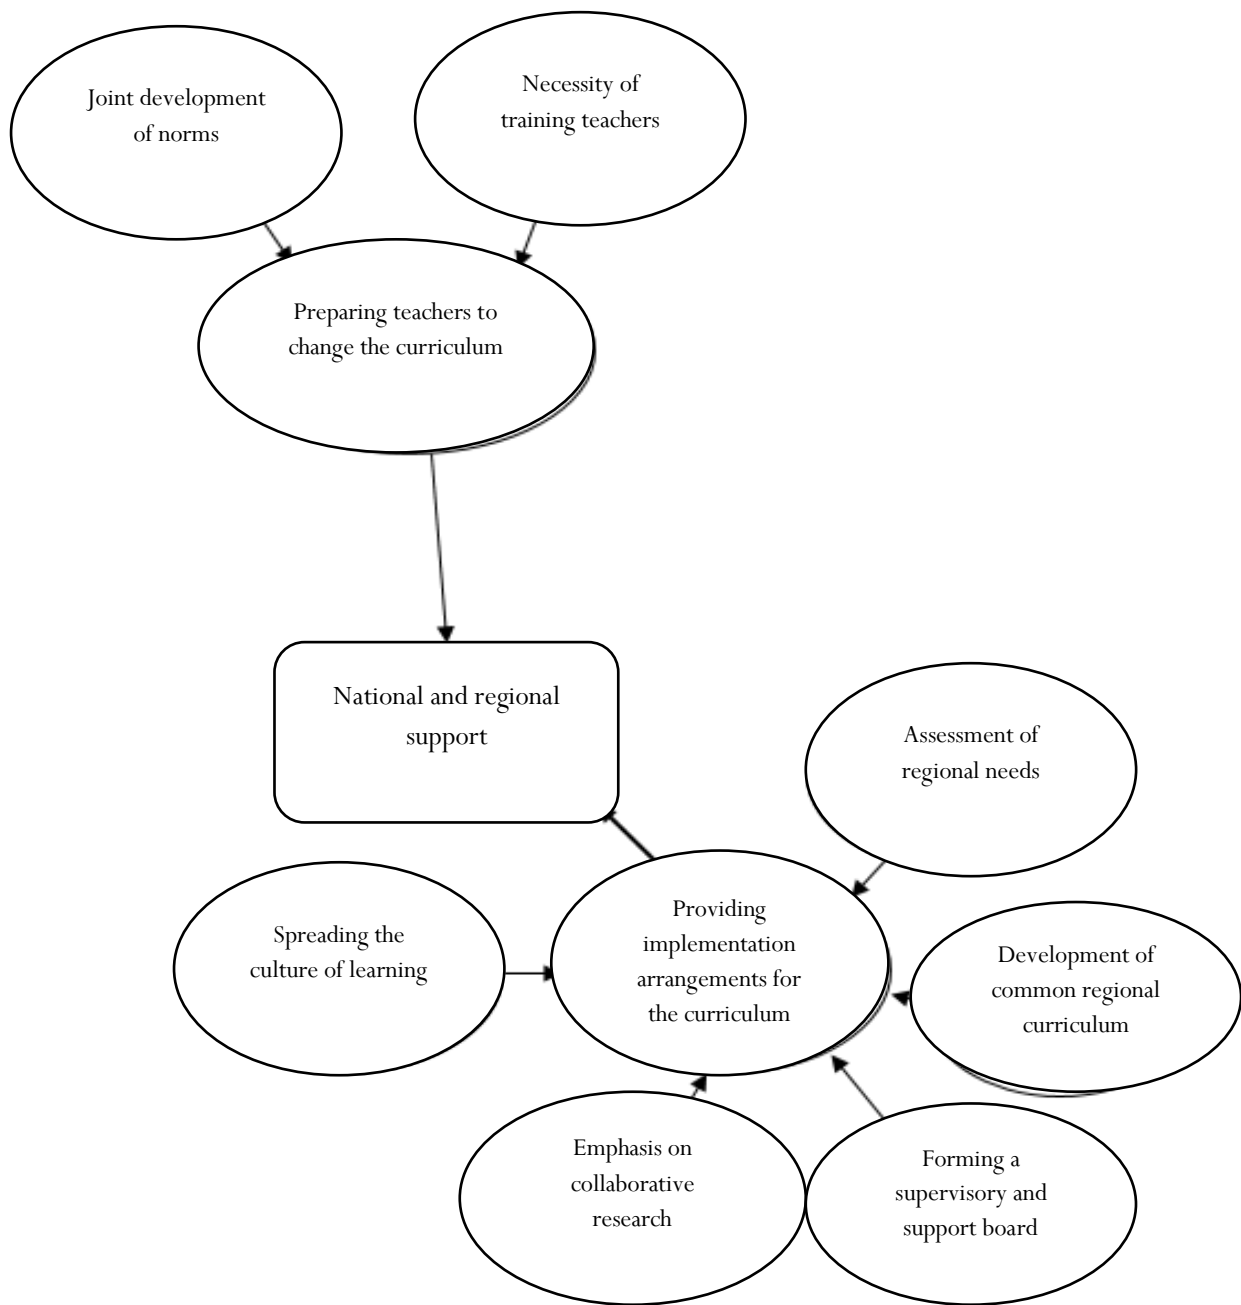 Joint development
of norms
Necessity of
training teachers
Preparing teachers to
change the curriculum
National and regional
support
Assessment of
regional needs
Spreading the
culture of learning
Providing
implementation
arrangements for
the curriculum
Development of
common regional
curriculum
Emphasis on
collaborative
research
Forming a
supervisory and
support board